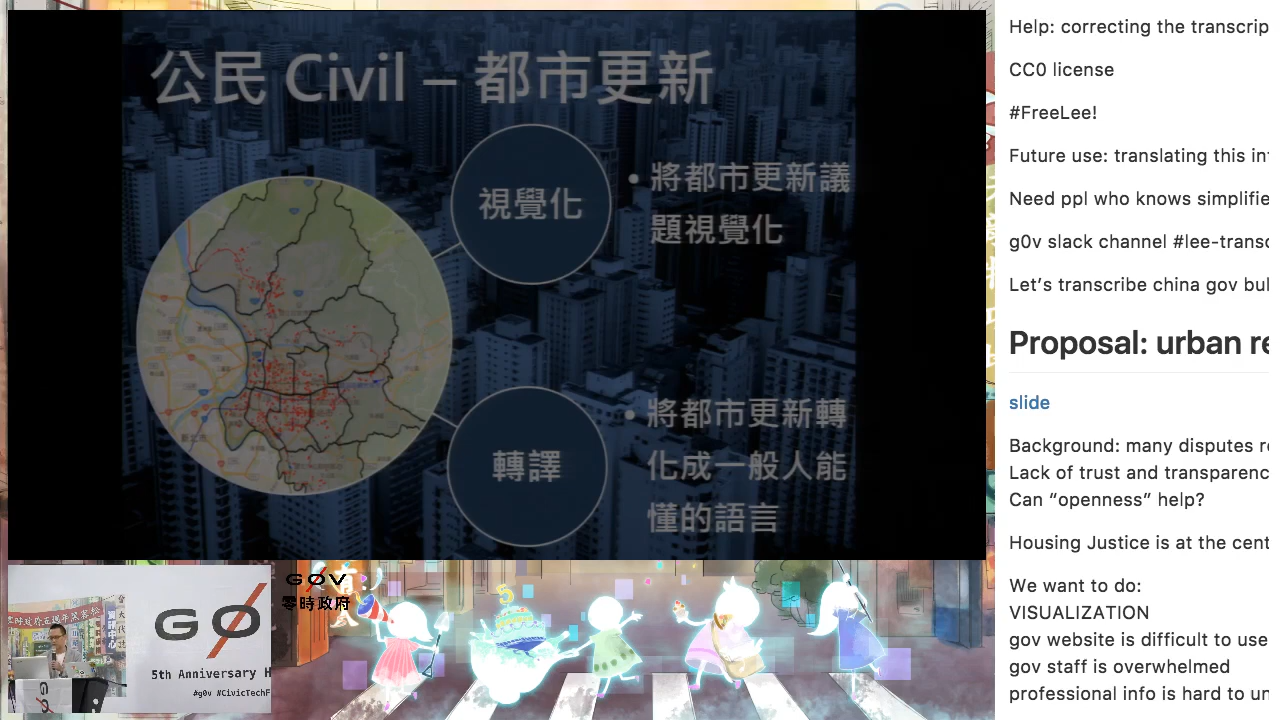 公民 Civil – 都市更新
視覺化
• 將都市更新議
題視覺化
轉譯
• 將都市更新轉
化成一般人能
懂的語言
新北市
G0V
零時政府
G0
5th Anniversary H
#g0v #CivicTechF
Help: correcting the transcrip
CC0 license
#FreeLee!
Future use: translating this in
Need ppl who knows simplifie
g0v slack channel #lee-transc
Let’s transcribe china gov bul
Proposal: urban re
slide
Background: many disputes re
Lack of trust and transparenc
Can “openness” help?
Housing Justice is at the cent
We want to do:
VISUALIZATION
gov website is difficult to use
gov staff is overwhelmed
professional info is hard to un